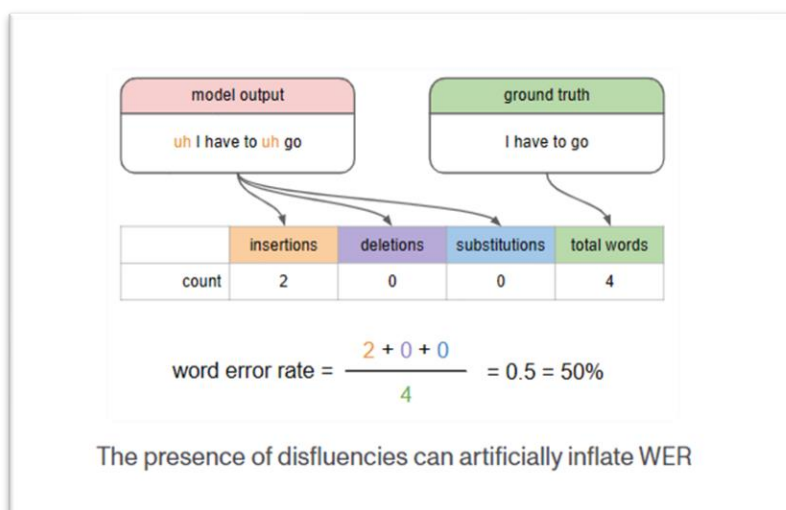 model output
ground truth
uh I have to uh go
I have to go
insertions deletions substitutions total words
count 2 0 0 4
word error rate = 2 + 0 + 0 / 4 = 0.5 = 50%
The presence of disfluencies can artificially inflate WER